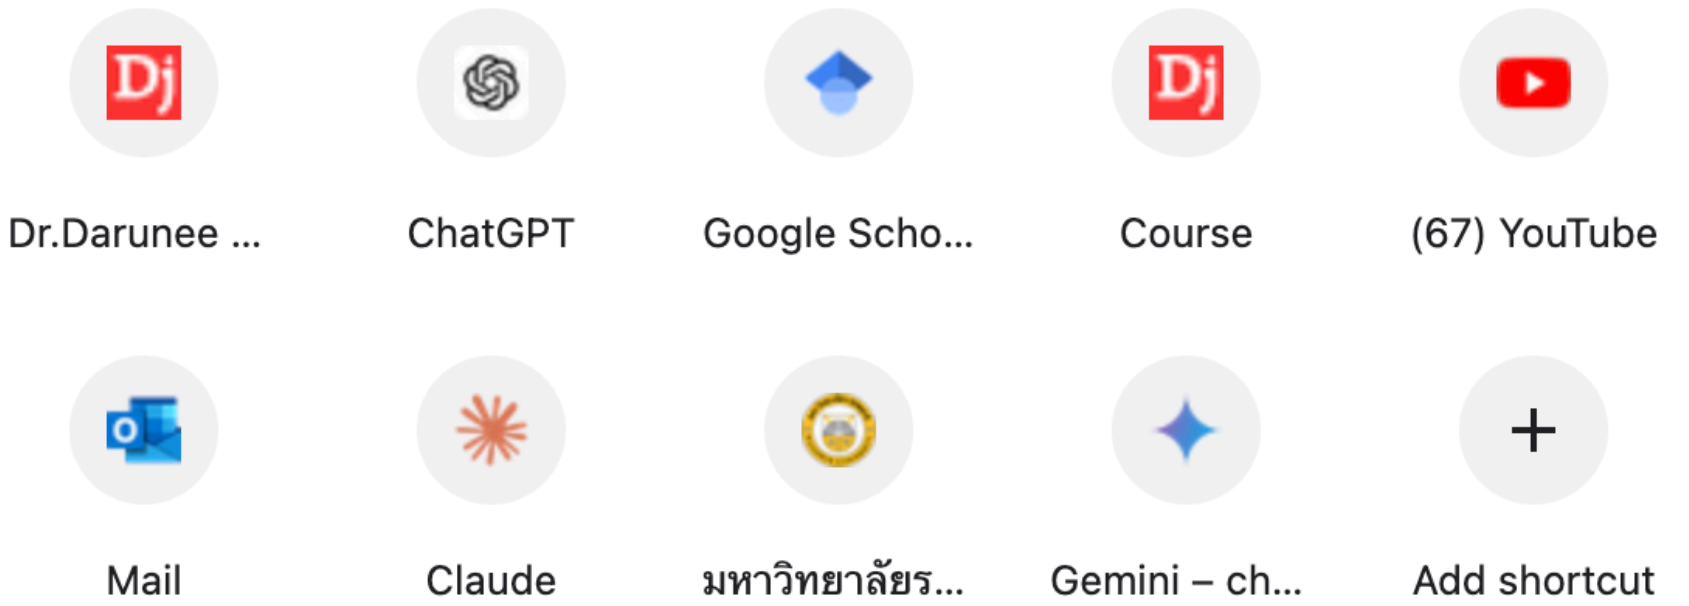 Dj
Dj
Dr.Darunee ...
ChatGPT
Google Scho...
Course
(67) YouTube
O
Mail
Claude
มหาวิทยาลัยร...
Gemini – ch...
Add shortcut